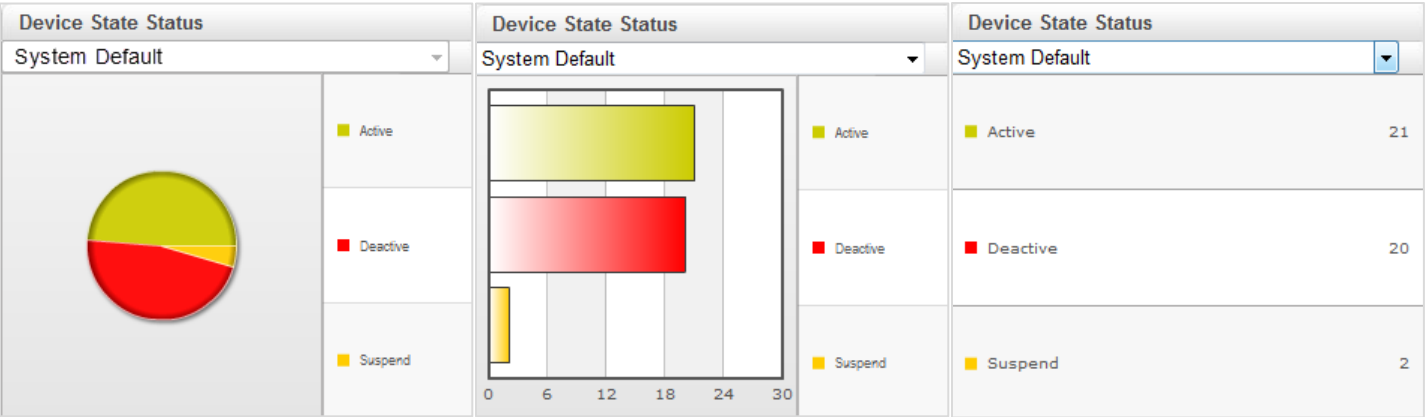 Device State Status
System Default
Active
Deactive
Suspend
Device State Status
System Default
Active
Deactive
Suspend
0 6 12 18 24 30
Device State Status
System Default
Active 21
Deactive 20
Suspend 2